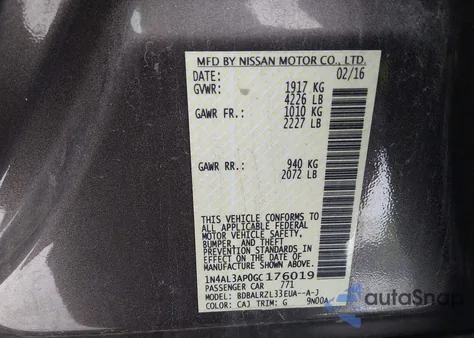 MFD BY NISSAN MOTOR CO., LTD.
DATE: 02/16
GVWR: 1917 KG
4226 LB
GAWR FR: 1010 KG
2227 LB
GAWR RR: 940 KG
2072 LB
THIS VEHICLE CONFORMS TO
ALL APPLICABLE FEDERAL
MOTOR VEHICLE SAFETY,
BUMPER, AND THEFT
PREVENTION STANDARDS IN
EFFECT ON THE DATE OF
MANUFACTURE SHOWN ABOVE.
1N4AL3AP0GC176019
PASSENGER CAR 771
MODEL: BDBALRZL33EUA--A-J
COLOR: CAJ TRIM: G 9N00A
autoSnap